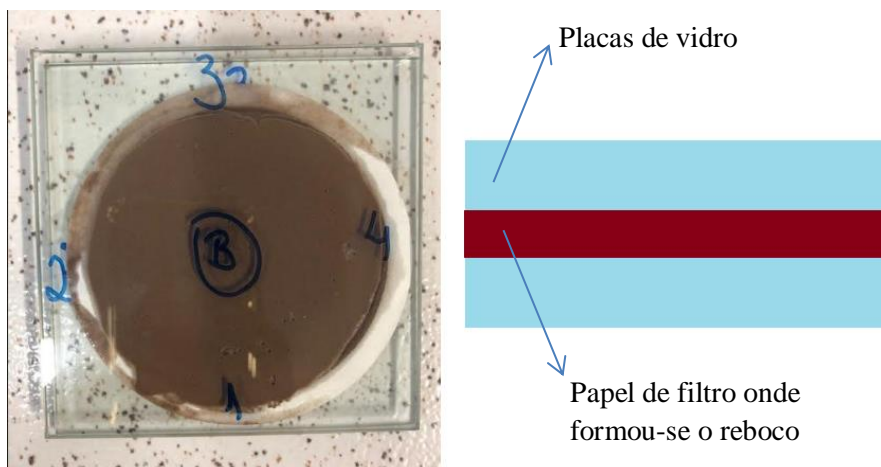 3
2
B
4
1
Placas de vidro
Papel de filtro onde
formou-se o reboco